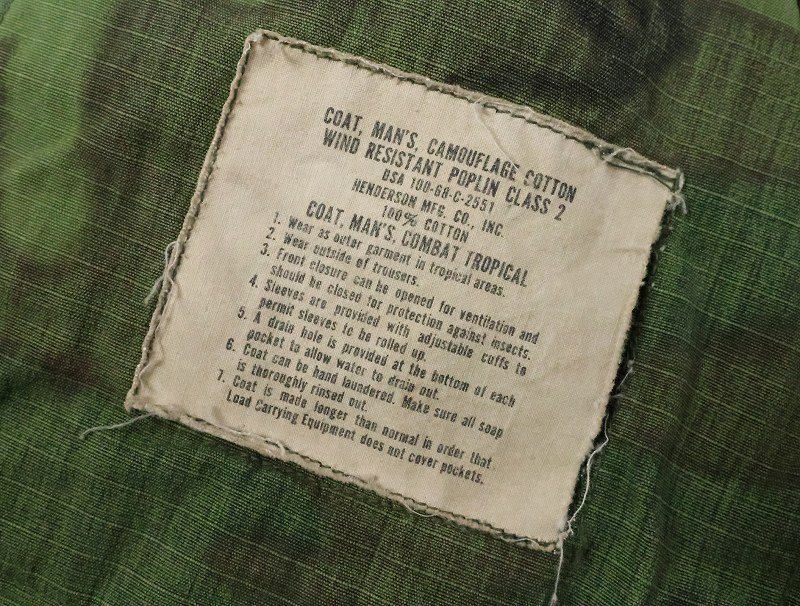 COAT, MAN'S, CAMOUFLAGE COTTON
WIND RESISTANT POPLIN CLASS 2
DSA 100-68-C-2551
HENDERSON MFG. CO., INC.
100% COTTON
COAT, MAN'S, COMBAT TROPICAL
1. Wear as outer garment in tropical areas.
2. Wear outside of trousers.
3. Front closure can be opened for ventilation and
should be closed for protection against insects.
4. Sleeves are provided with adjustable cuffs to
permit sleeves to be rolled up.
5. A drain hole is provided at the bottom of each
pocket to allow water to drain out.
6. Coat can be hand laundered. Make sure all soap
is thoroughly rinsed out.
7. Coat is made longer than normal in order that
Load Carrying Equipment does not cover pockets.